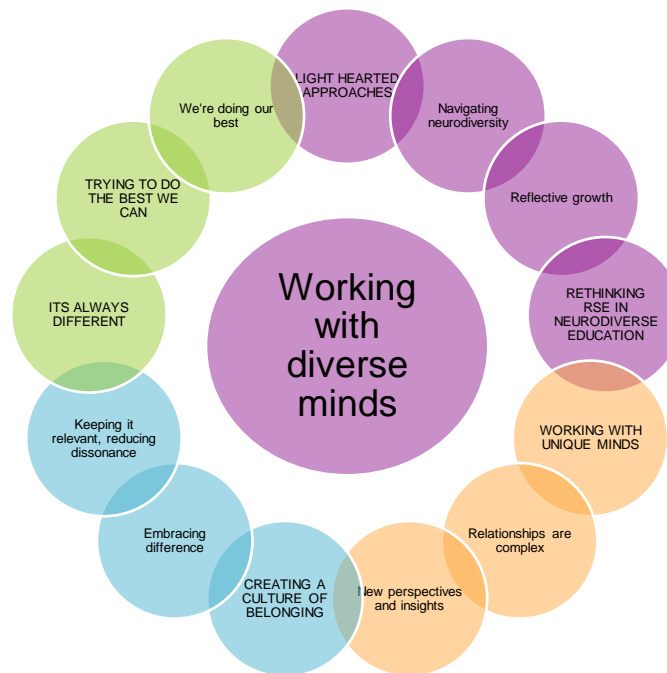 Working
with
diverse
minds
LIGHT HEARTED
APPROACHES
Navigating
neurodiversity
Reflective growth
RETHINKING
RSE IN
NEURODIVERSE
EDUCATION
WORKING WITH
UNIQUE MINDS
Relationships are
complex
New perspectives
and insights
CREATING A
CULTURE OF
BELONGING
Embracing
difference
Keeping it
relevant, reducing
dissonance
ITS ALWAYS
DIFFERENT
TRYING TO DO
THE BEST WE
CAN
We're doing our
best